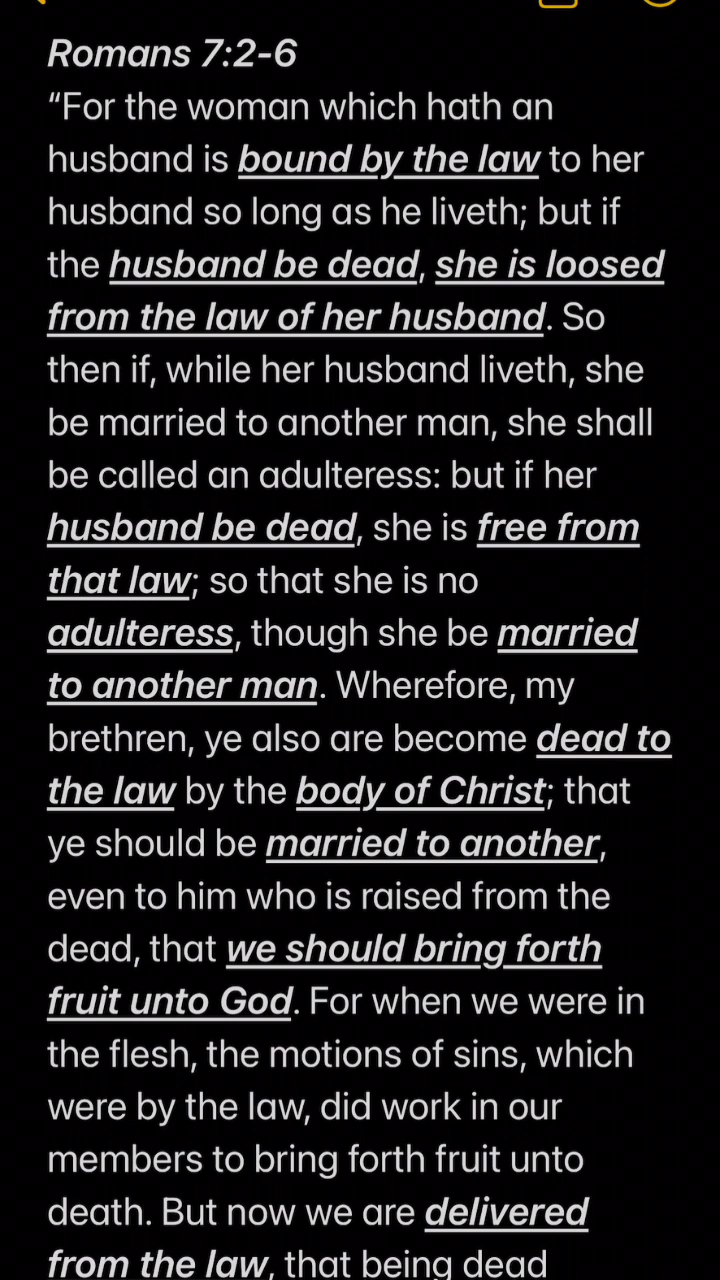 Romans 7:2-6
“For the woman which hath an
husband is bound by the law to her
husband so long as he liveth; but if
the husband be dead, she is loosed
from the law of her husband. So
then if, while her husband liveth, she
be married to another man, she shall
be called an adulteress: but if her
husband be dead, she is free from
that law; so that she is no
adulteress, though she be married
to another man. Wherefore, my
brethren, ye also are become dead to
the law by the body of Christ; that
ye should be married to another,
even to him who is raised from the
dead, that we should bring forth
fruit unto God. For when we were in
the flesh, the motions of sins, which
were by the law, did work in our
members to bring forth fruit unto
death. But now we are delivered
from the law, that being dead